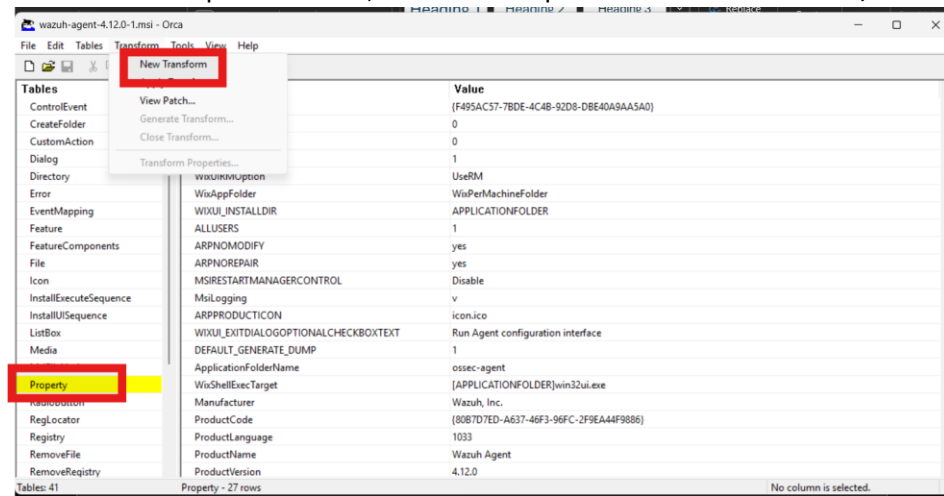 Heading 1 Heading 2 Heading 3 Replace
wazuh-agent-4.12.0-1.msi - Orca
File Edit Tables Transform Tools View Help
New Transform
View Patch...
Generate Transform...
Close Transform...
Transform Properties...
Tables Value
ControlEvent {F495AC57-7BDE-4C4B-92D8-DBE40A9AA5A0}
CreateFolder 0
CustomAction 0
Dialog 1
Directory WixUIRMOption UseRM
Error WixAppFolder WixPerMachineFolder
EventMapping WIXUI_INSTALLDIR APPLICATIONFOLDER
Feature ALLUSERS 1
FeatureComponents ARPNOMODIFY yes
File ARPNOREPAIR yes
Icon MSIRESTARTMANAGERCONTROL Disable
InstallExecuteSequence MsiLogging v
InstallUISequence ARPPRODUCTICON icon.ico
ListBox WIXUI_EXITDIALOGOPTIONALCHECKBOXTEXT Run Agent configuration interface
Media DEFAULT_GENERATE_DUMP 1
ApplicationFolderName ossec-agent
Property WixShellExecTarget [APPLICATIONFOLDER]win32ui.exe
RadioButton Manufacturer Wazuh, Inc.
RegLocator ProductCode {80B7D7ED-A637-46F3-96FC-2F9EA44F9886}
Registry ProductLanguage 1033
RemoveFile ProductName Wazuh Agent
RemoveRegistry ProductVersion 4.12.0
Tables: 41 Property - 27 rows No column is selected.